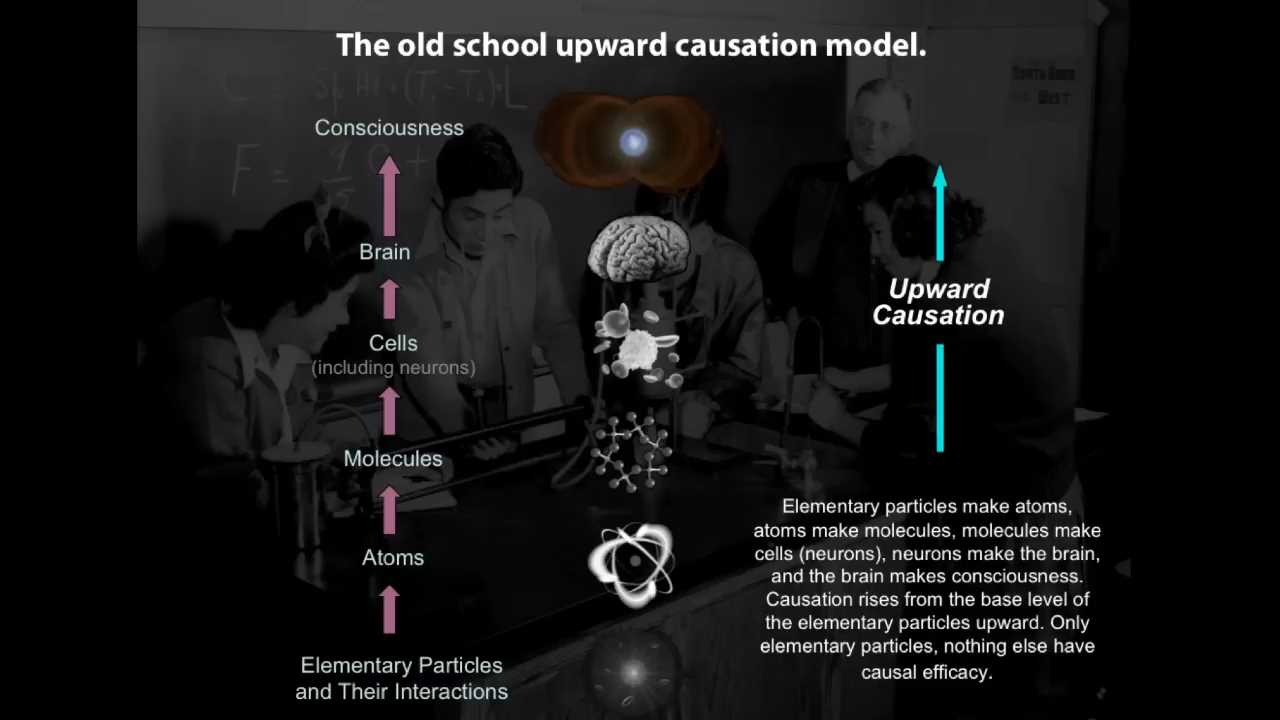 The old school upward causation model.
Consciousness
Brain
Cells
(including neurons)
Molecules
Atoms
Elementary Particles
and Their Interactions
Upward
Causation
Elementary particles make atoms,
atoms make molecules, molecules make
cells (neurons), neurons make the brain,
and the brain makes consciousness.
Causation rises from the base level of
the elementary particles upward. Only
elementary particles, nothing else have
causal efficacy.